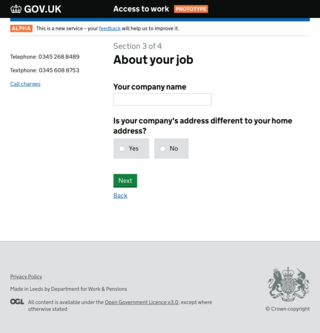 GOV.UK
Access to work PROTOTYPE
ALPHA This is a new service – your feedback will help us to improve it.
Telephone: 0345 268 8489
Textphone: 0345 608 8753
Call charges
Section 3 of 4
About your job
Your company name
Is your company's address different to your home
address?
Yes
No
Next
Back
Privacy Policy
Made in Leeds by Department for Work & Pensions
OGL All content is available under the Open Government Licence v3.0, except where
otherwise stated
© Crown copyright